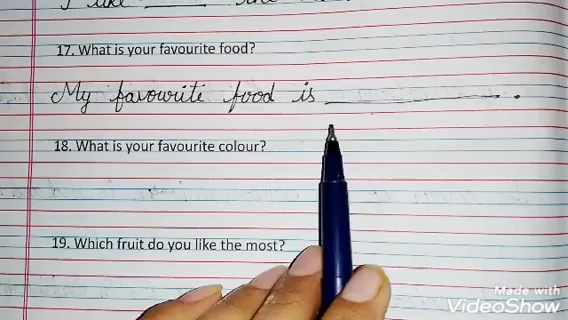 17. What is your favourite food?
My favourite food is ________.
18. What is your favourite colour?
19. Which fruit do you like the most?
Made with
VideoShow